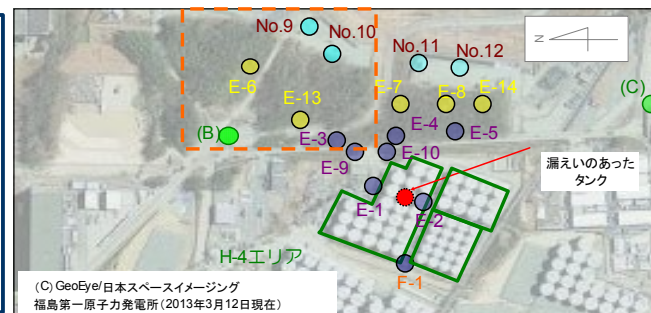 No.9
No.10
No.11
No.12
N
E-6
E-7
E-8
E-14
(C)
E-13
(B)
E-3
E-4
E-5
E-9
E-10
漏えいのあった
タンク
E-1
E-2
H-4エリア
F-1
(C) GeoEye/日本スペースイメージング
福島第一原子力発電所(2013年3月12日現在)